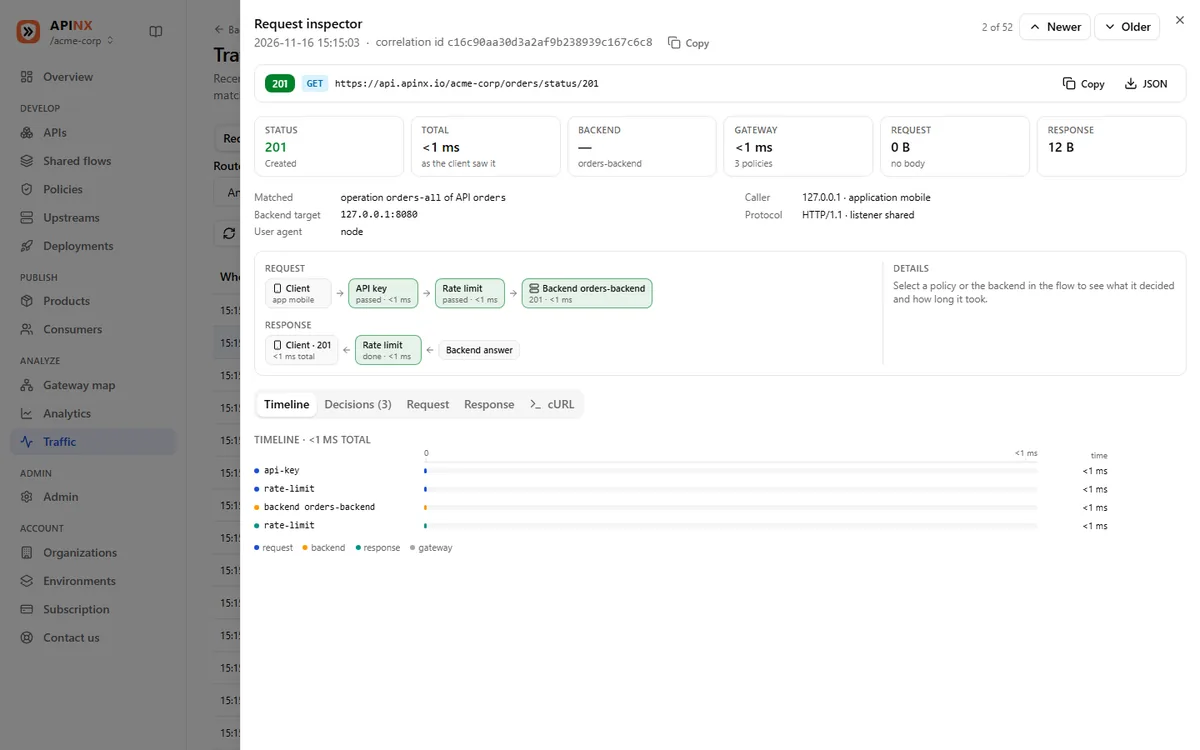 APINX
/acme-corp
Overview
DEVELOP
APIs
Shared flows
Policies
Upstreams
Deployments
PUBLISH
Products
Consumers
ANALYZE
Gateway map
Analytics
Traffic
ADMIN
Admin
ACCOUNT
Organizations
Environments
Subscription
Contact us
Request inspector
2026-11-16 15:15:03 · correlation id c16c90aa30d3a2af9b238939c167c6c8 Copy
2 of 52 Newer Older
201 GET https://api.apinx.io/acme-corp/orders/status/201 Copy JSON
STATUS
201
Created
TOTAL
<1 ms
as the client saw it
BACKEND
—
orders-backend
GATEWAY
<1 ms
3 policies
REQUEST
0 B
no body
RESPONSE
12 B
Matched operation orders-all of API orders
Backend target 127.0.0.1:8080
User agent node
Caller 127.0.0.1 · application mobile
Protocol HTTP/1.1 · listener shared
REQUEST
Client
app mobile
API key
passed · <1 ms
Rate limit
passed · <1 ms
Backend orders-backend
201 · <1 ms
RESPONSE
Client · 201
<1 ms total
Rate limit
done · <1 ms
Backend answer
DETAILS
Select a policy or the backend in the flow to see what it decided
and how long it took.
Timeline Decisions (3) Request Response >_ cURL
TIMELINE · <1 MS TOTAL
0 <1 ms time
api-key <1 ms
rate-limit <1 ms
backend orders-backend <1 ms
rate-limit <1 ms
request backend response gateway